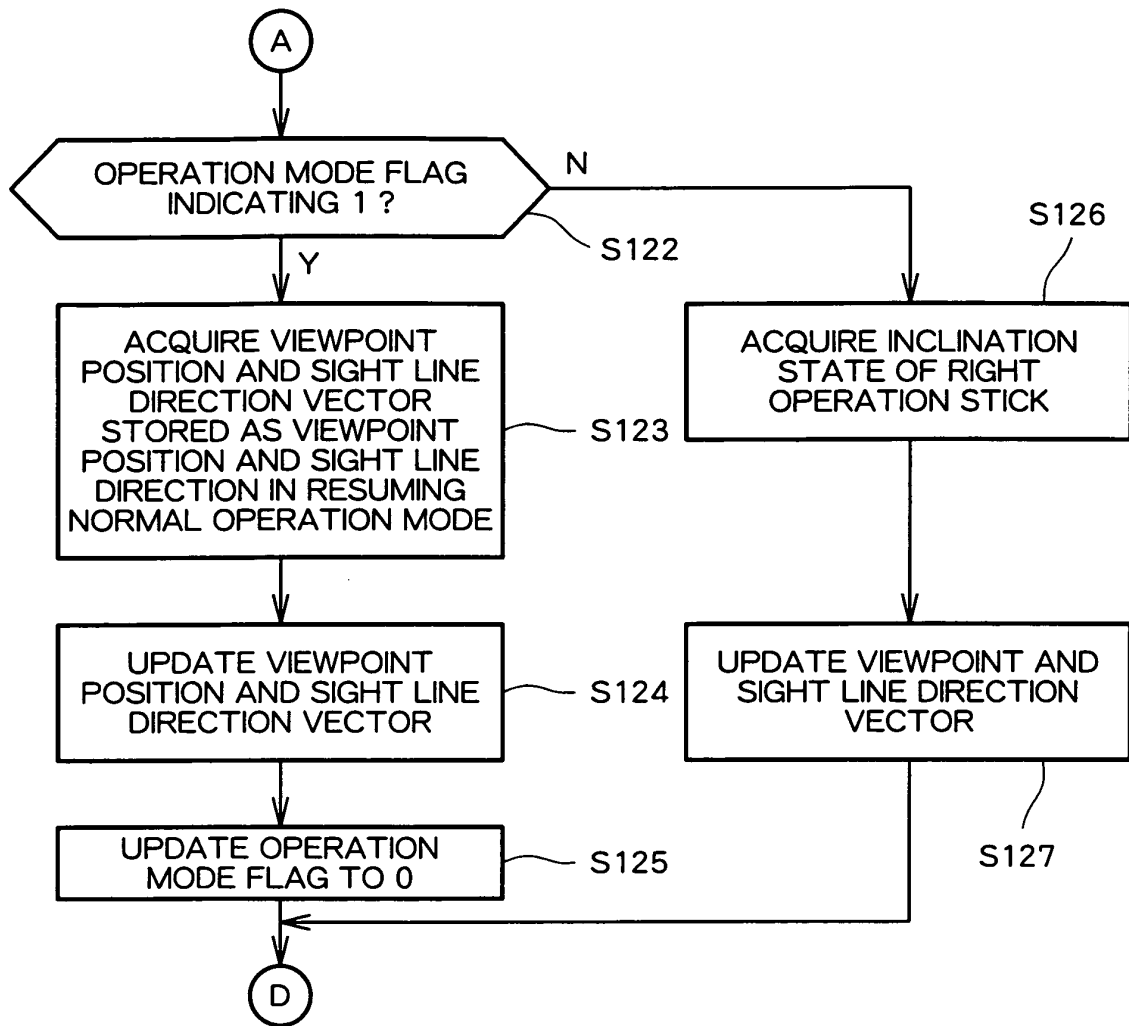 A
OPERATION MODE FLAG
INDICATING 1 ?
N
S122
Y
S126
ACQUIRE VIEWPOINT
POSITION AND SIGHT LINE
DIRECTION VECTOR
STORED AS VIEWPOINT
POSITION AND SIGHT LINE
DIRECTION IN RESUMING
NORMAL OPERATION MODE
S123
ACQUIRE INCLINATION
STATE OF RIGHT
OPERATION STICK
UPDATE VIEWPOINT
POSITION AND SIGHT LINE
DIRECTION VECTOR
S124
UPDATE VIEWPOINT AND
SIGHT LINE DIRECTION
VECTOR
S127
UPDATE OPERATION
MODE FLAG TO 0
S125
D